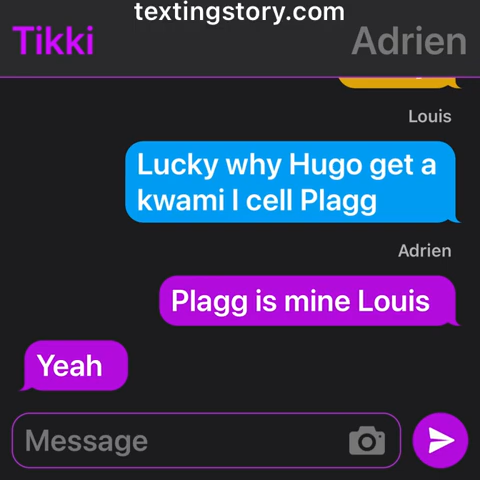 textingstory.com
Tikki
Adrien
Louis
Lucky why Hugo get a
kwami I cell Plagg
Adrien
Plagg is mine Louis
Yeah
Message